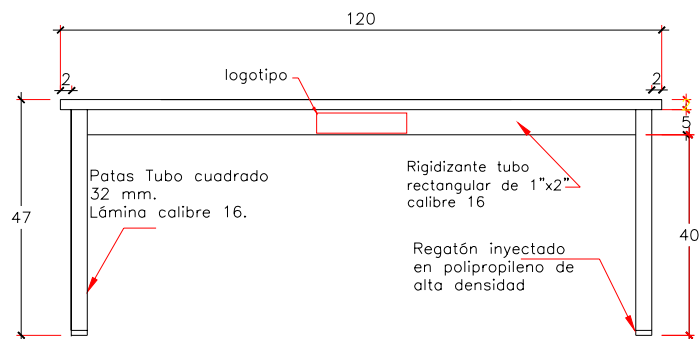 120
2
2
logotipo
5
Patas Tubo cuadrado
32 mm.
Lámina calibre 16.
Rigidizante tubo
rectangular de 1"x2"
calibre 16
47
40
Regatón inyectado
en polipropileno de
alta densidad